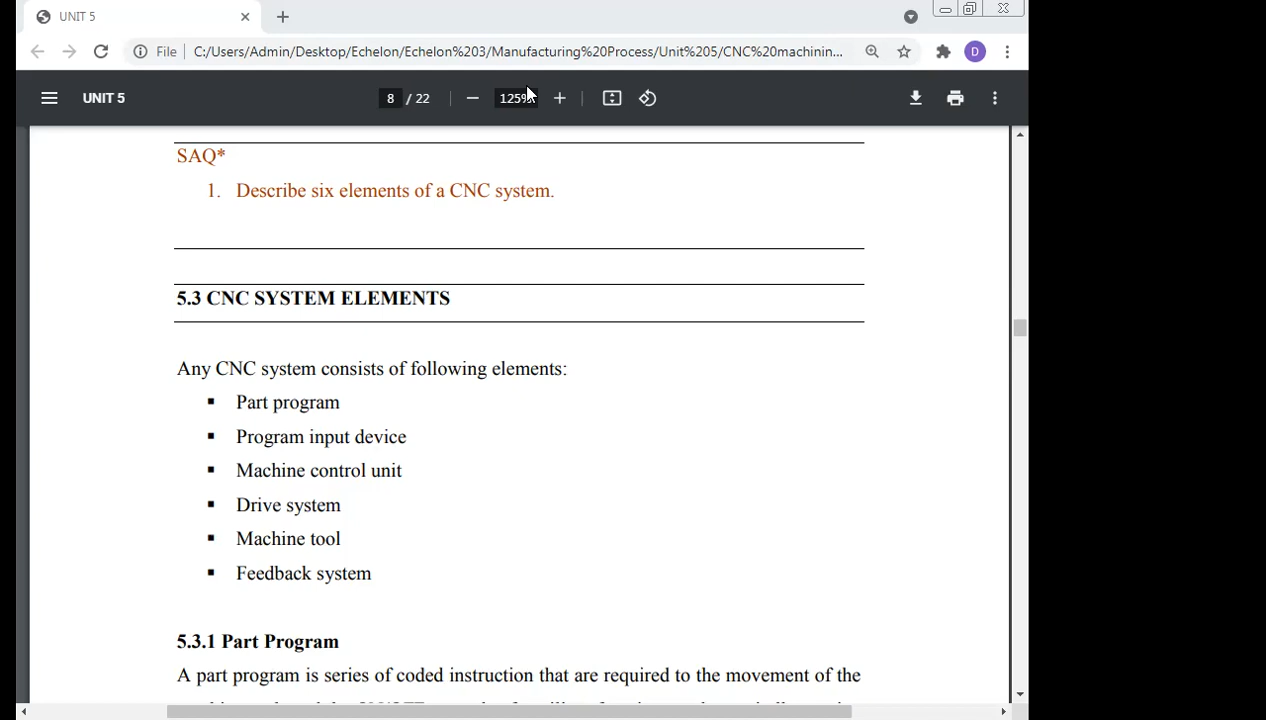 UNIT 5
File C:/Users/Admin/Desktop/Echelon/Echelon%203/Manufacturing%20Process/Unit%205/CNC%20machinin...
D
UNIT 5
8 / 22
125%
SAQ*
1. Describe six elements of a CNC system.
5.3 CNC SYSTEM ELEMENTS
Any CNC system consists of following elements:
▪ Part program
▪ Program input device
▪ Machine control unit
▪ Drive system
▪ Machine tool
▪ Feedback system
5.3.1 Part Program
A part program is series of coded instruction that are required to the movement of the